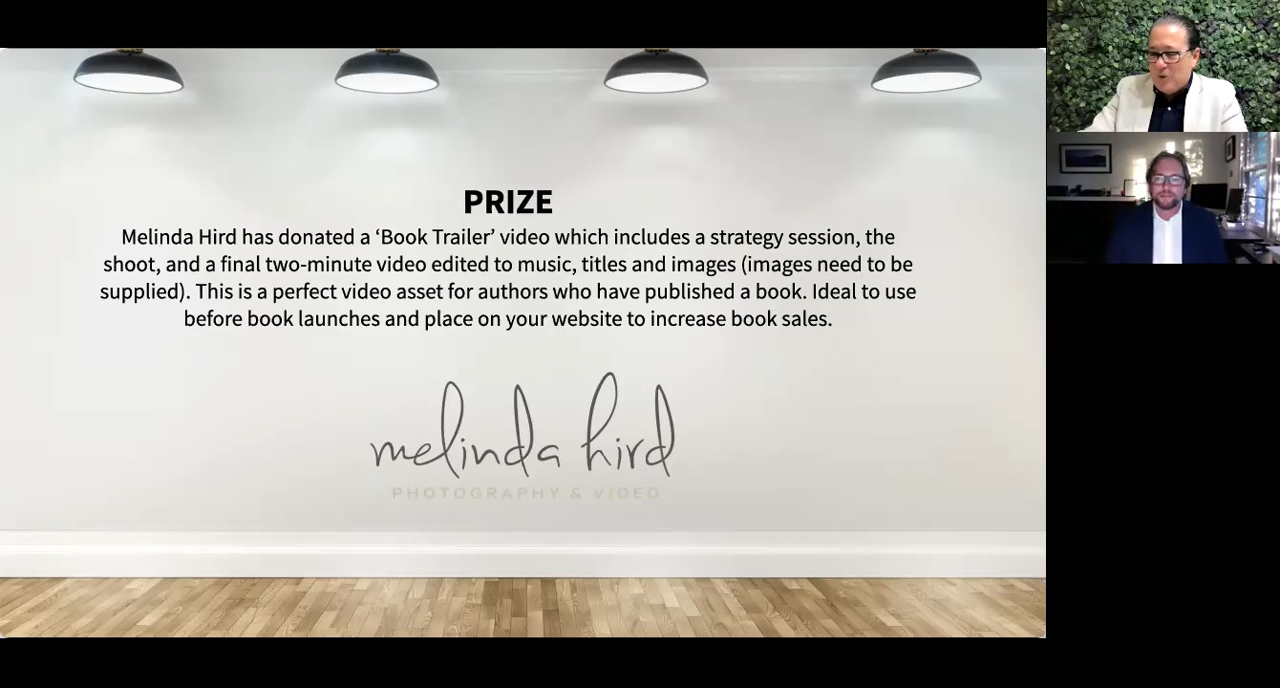 PRIZE
Melinda Hird has donated a ‘Book Trailer’ video which includes a strategy session, the
shoot, and a final two-minute video edited to music, titles and images (images need to be
supplied). This is a perfect video asset for authors who have published a book. Ideal to use
before book launches and place on your website to increase book sales.
melinda hird
PHOTOGRAPHY & VIDEO